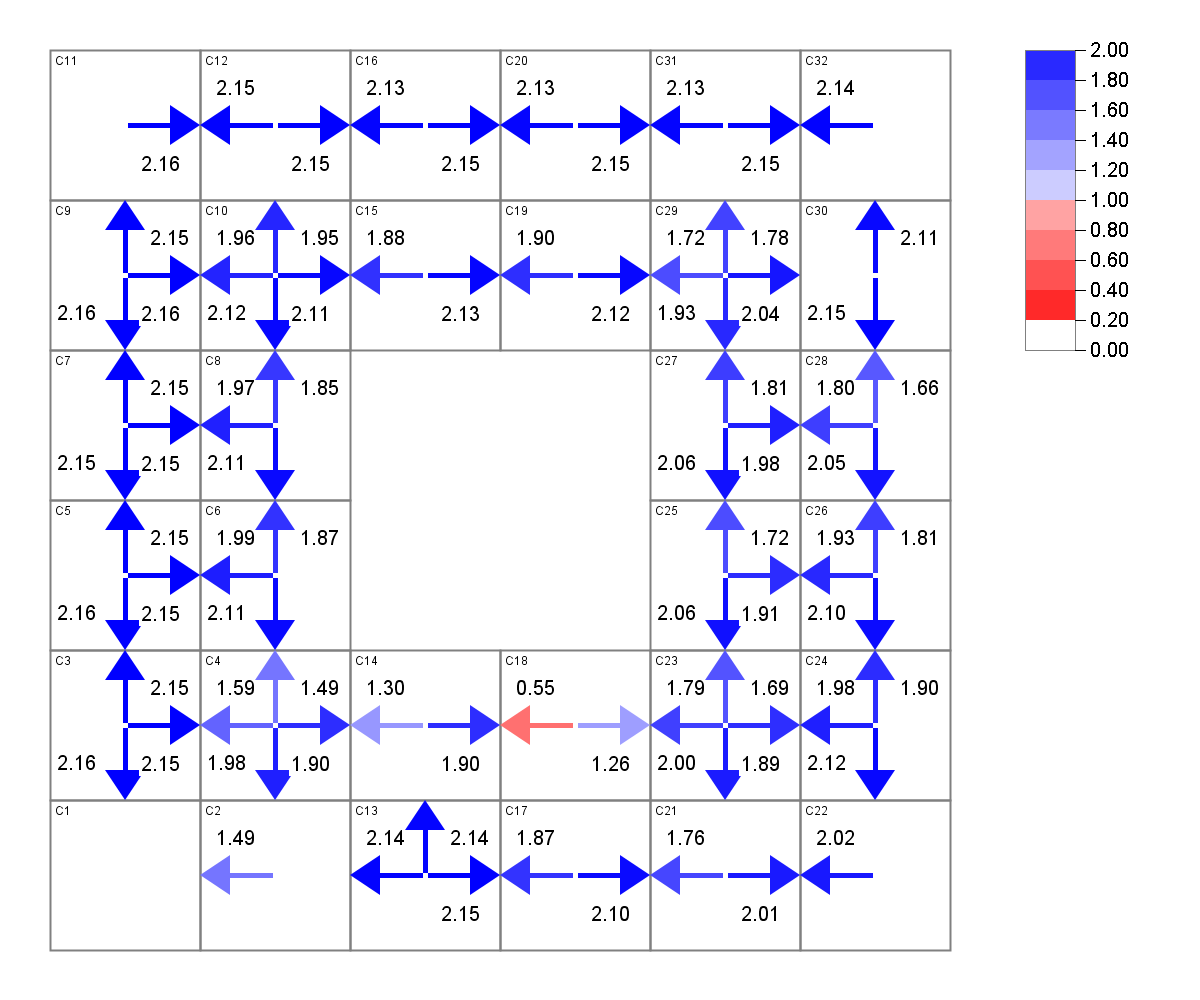 C11 C12 C16 C20 C31 C32 2.00
2.15 2.13 2.13 2.13 2.14 1.80
1.60
2.16 2.15 2.15 2.15 2.15 1.40
1.20
C9 C10 C15 C19 C29 C30 1.00
2.15 1.96 1.95 1.88 1.90 1.72 1.78 2.11 0.80
0.60
0.40
2.16 2.16 2.12 2.11 2.13 2.12 1.93 2.04 2.15 0.20
0.00
C7 C8 C27 C28
2.15 1.97 1.85 1.81 1.80 1.66
2.15 2.15 2.11 2.06 1.98 2.05
C5 C6 C25 C26
2.15 1.99 1.87 1.72 1.93 1.81
2.16 2.15 2.11 2.06 1.91 2.10
C3 C4 C14 C18 C23 C24
2.15 1.59 1.49 1.30 0.55 1.79 1.69 1.98 1.90
2.16 2.15 1.98 1.90 1.90 1.26 2.00 1.89 2.12
C1 C2 C13 C17 C21 C22
1.49 2.14 2.14 1.87 1.76 2.02
2.15 2.10 2.01